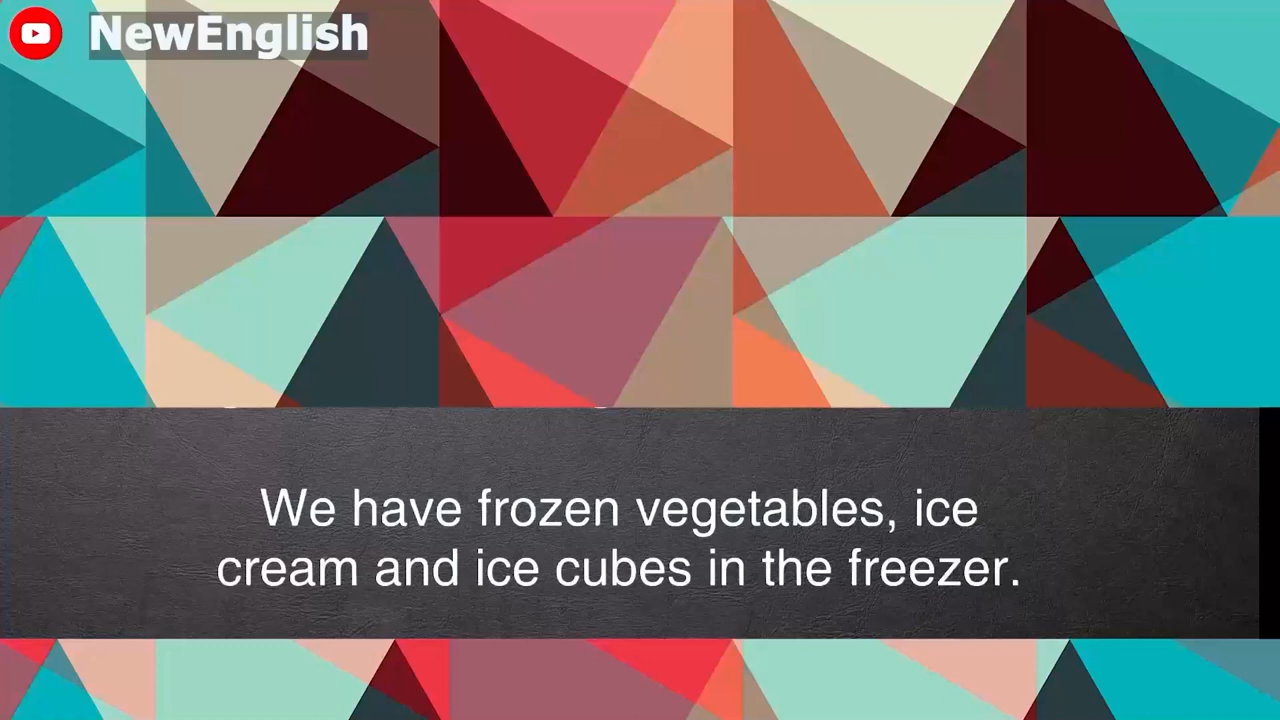 NewEnglish
We have frozen vegetables, ice
cream and ice cubes in the freezer.